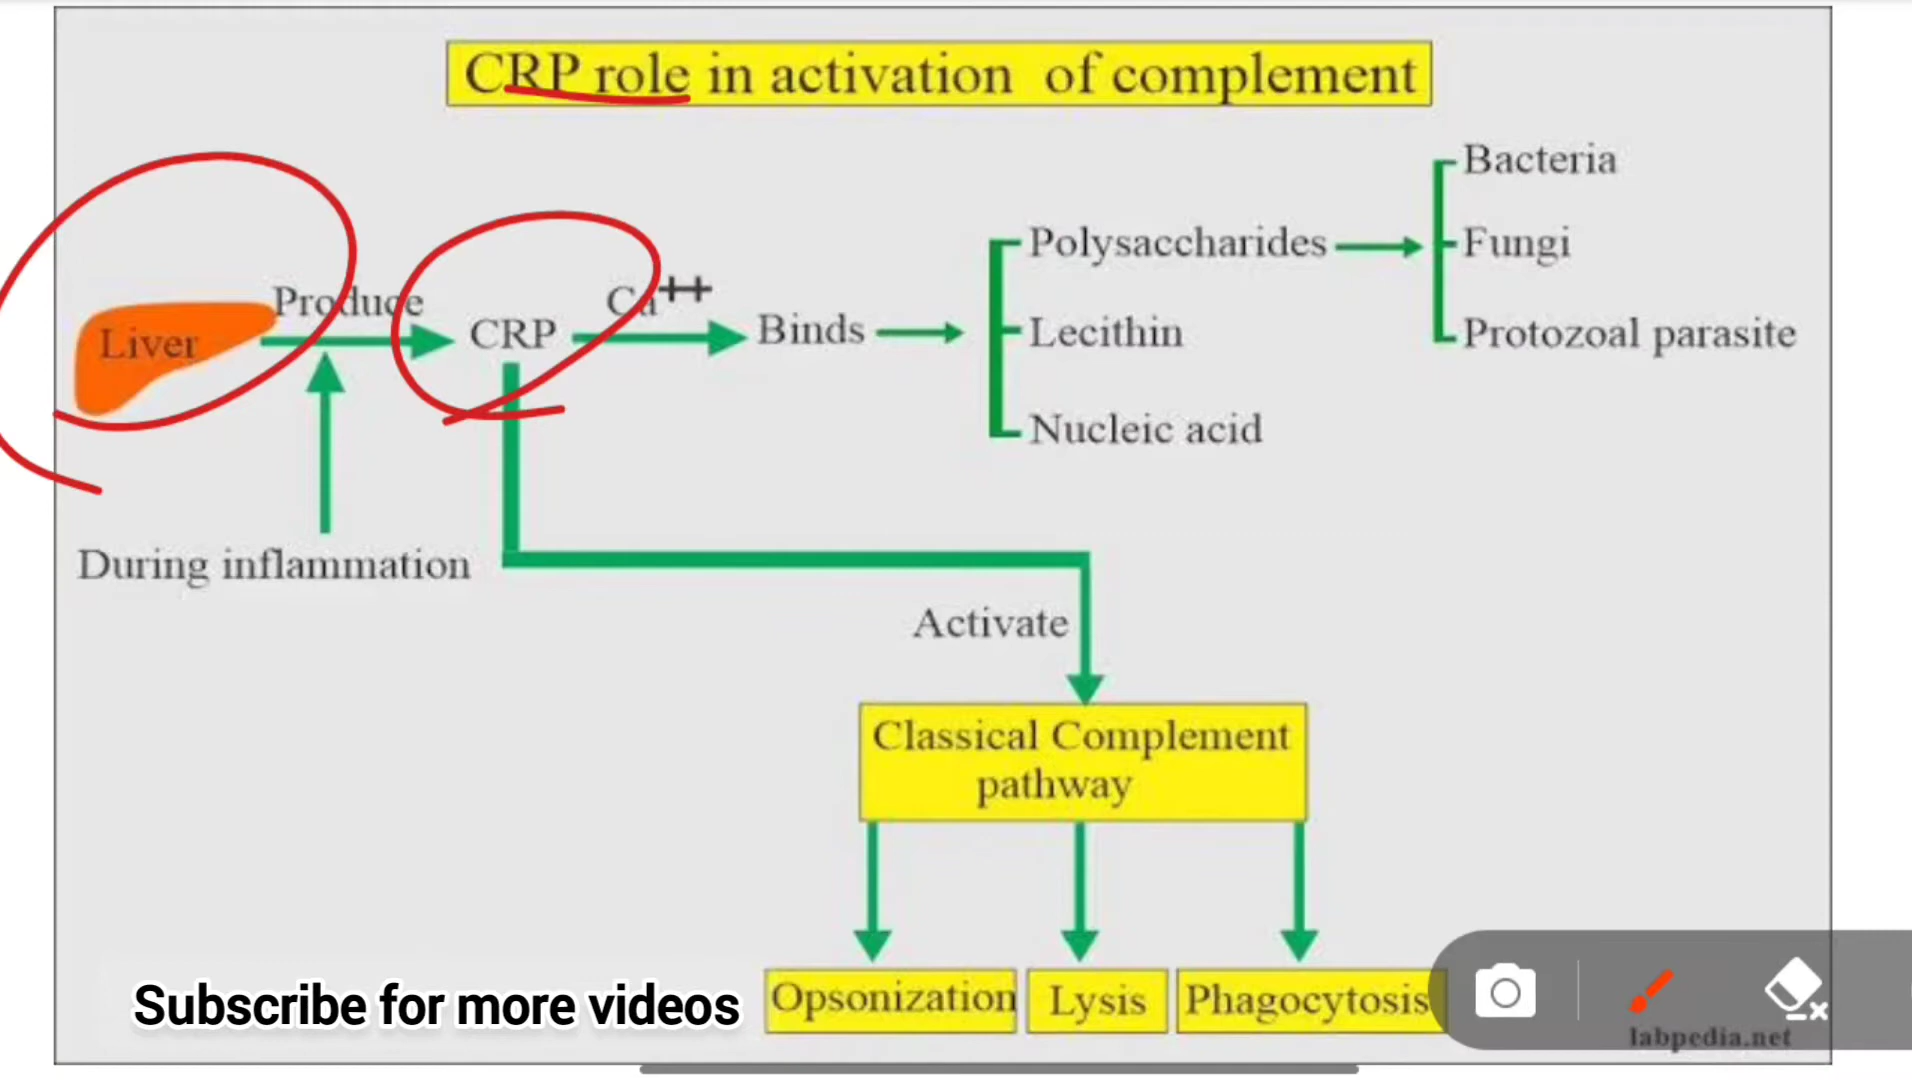 CRP role in activation of complement
Bacteria
Polysaccharides
Fungi
Produce
Ca++
Liver
CRP
Binds
Lecithin
Protozoal parasite
Nucleic acid
During inflammation
Activate
Classical Complement
pathway
Subscribe for more videos
Opsonization
Lysis
Phagocytosis
labpedia.net